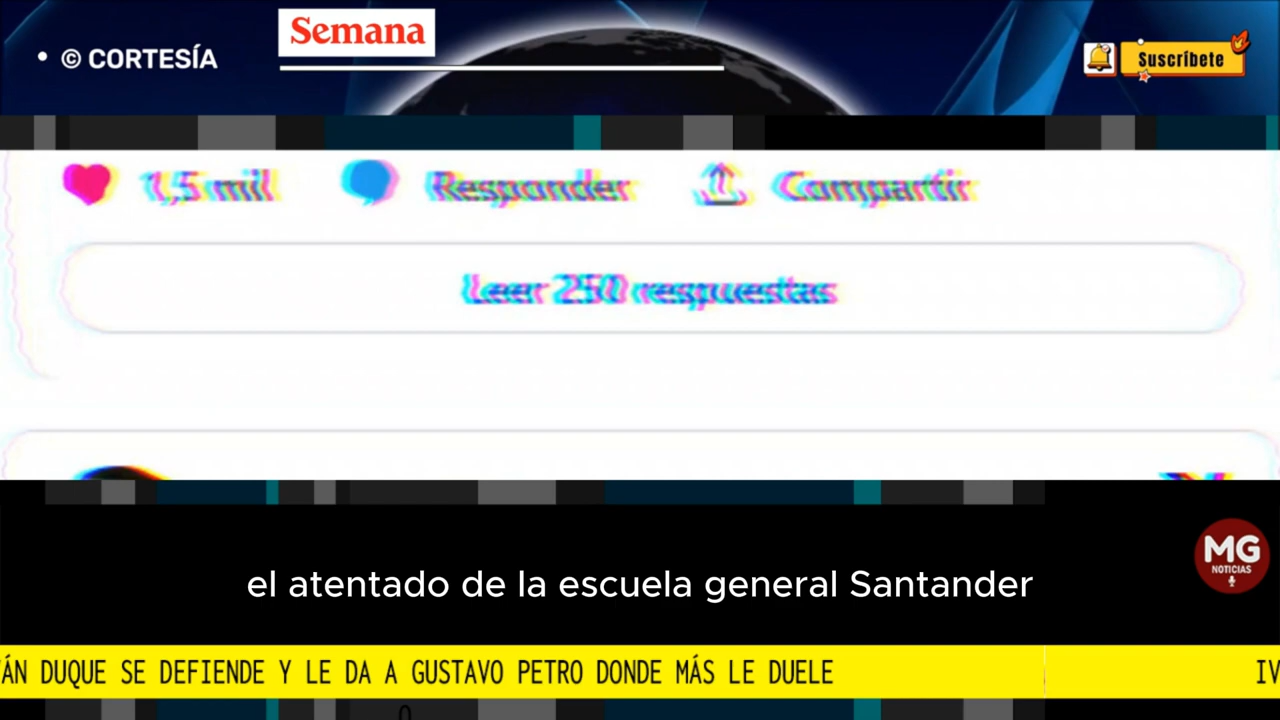 Semana
• © CORTESÍA
Suscríbete
1,5 mil
Responder
Compartir
Leer 250 respuestas
MG
NOTICIAS
el atentado de la escuela general Santander
ÁN DUQUE SE DEFIENDE Y LE DA A GUSTAVO PETRO DONDE MÁS LE DUELE
IV